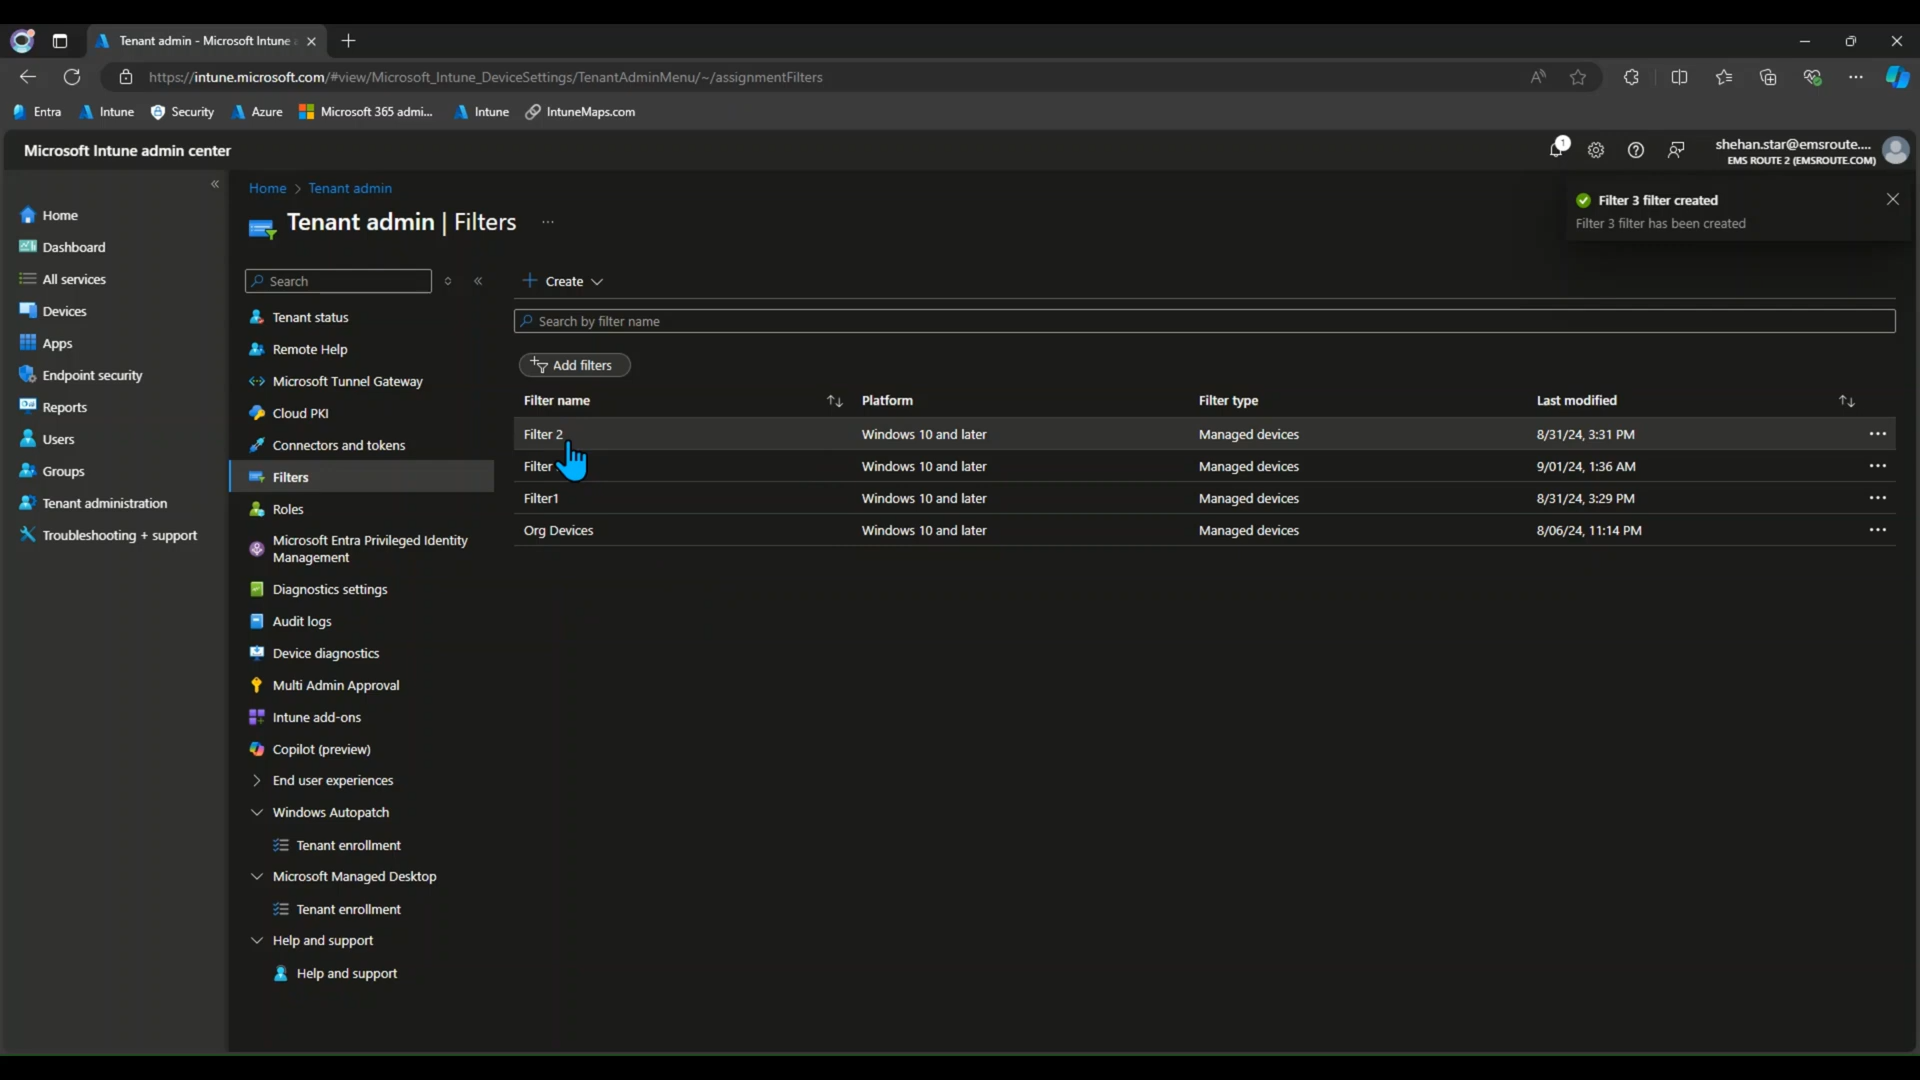 Tenant admin - Microsoft Intune
https://intune.microsoft.com/#view/Microsoft_Intune_DeviceSettings/TenantAdminMenu/~/assignmentFilters
Entra Intune Security Azure Microsoft 365 admi... Intune IntuneMaps.com
Microsoft Intune admin center
1
shehan.star@emsroute....
EMS ROUTE 2 (EMSROUTE.COM)
Home
Dashboard
All services
Devices
Apps
Endpoint security
Reports
Users
Groups
Tenant administration
Troubleshooting + support
Home > Tenant admin
Tenant admin | Filters ...
Filter 3 filter created
Filter 3 filter has been created
Search
Tenant status
Remote Help
Microsoft Tunnel Gateway
Cloud PKI
Connectors and tokens
Filters
Roles
Microsoft Entra Privileged Identity
Management
Diagnostics settings
Audit logs
Device diagnostics
Multi Admin Approval
Intune add-ons
Copilot (preview)
End user experiences
Windows Autopatch
Tenant enrollment
Microsoft Managed Desktop
Tenant enrollment
Help and support
Help and support
Create
Search by filter name
Add filters
Filter name Platform Filter type Last modified
Filter 2 Windows 10 and later Managed devices 8/31/24, 3:31 PM ...
Filter Windows 10 and later Managed devices 9/01/24, 1:36 AM ...
Filter1 Windows 10 and later Managed devices 8/31/24, 3:29 PM ...
Org Devices Windows 10 and later Managed devices 8/06/24, 11:14 PM ...